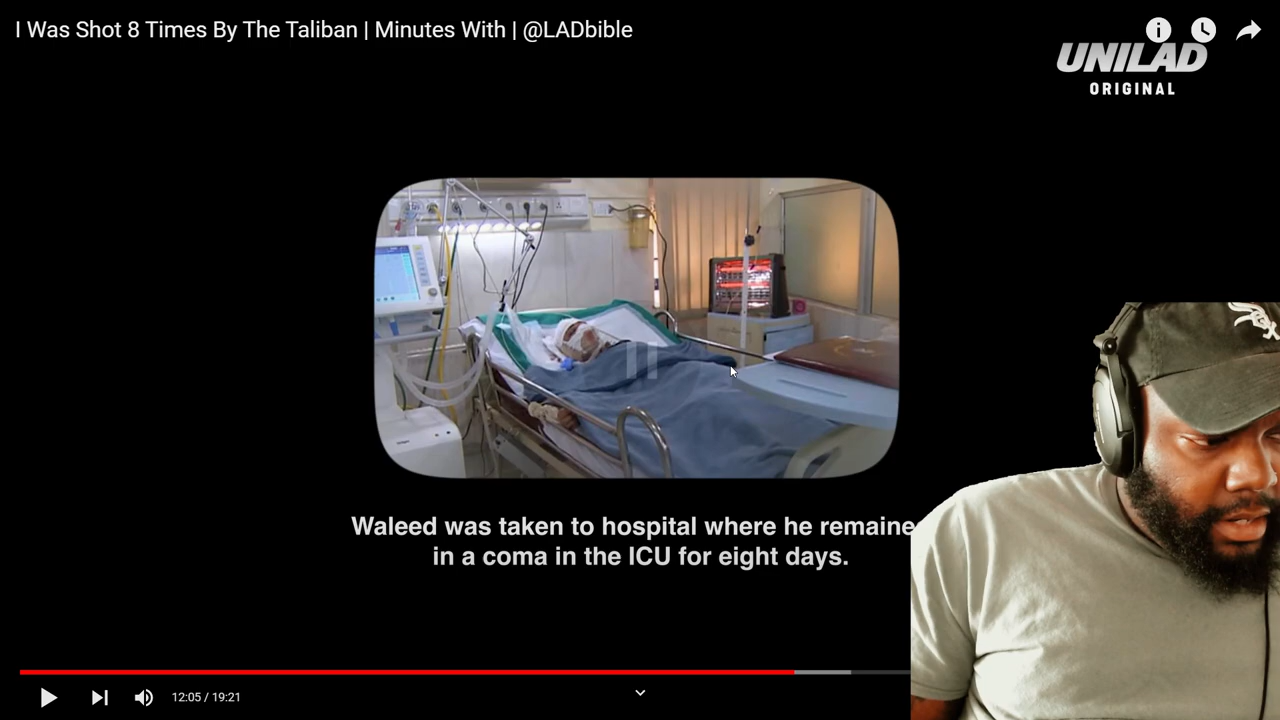 I Was Shot 8 Times By The Taliban | Minutes With | @LADbible
UNILAD
ORIGINAL
Waleed was taken to hospital where he remained
in a coma in the ICU for eight days.
12:05 / 19:21